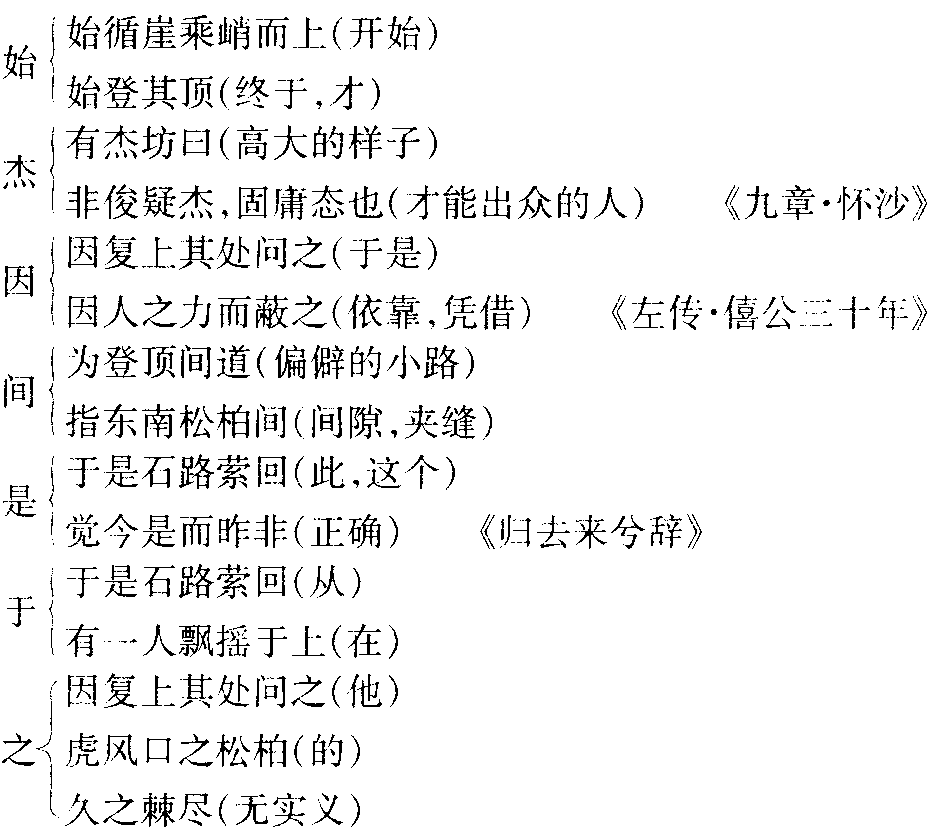 始
始循崖乘峭而上(开始)
始登其顶(终于,才)
杰
有杰坊曰(高大的样子)
非俊疑杰,固庸态也(才能出众的人) 《九章·怀沙》
因
因复上其处问之(于是)
因人之力而蔽之(依靠,凭借) 《左传·僖公三十年》
间
为登顶间道(偏僻的小路)
指东南松柏间(间隙,夹缝)
是
于是石路萦回(此,这个)
觉今是而昨非(正确) 《归去来兮辞》
于
于是石路萦回(从)
有一人飘摇于上(在)
之
因复上其处问之(他)
虎风口之松柏(的)
久之棘尽(无实义)